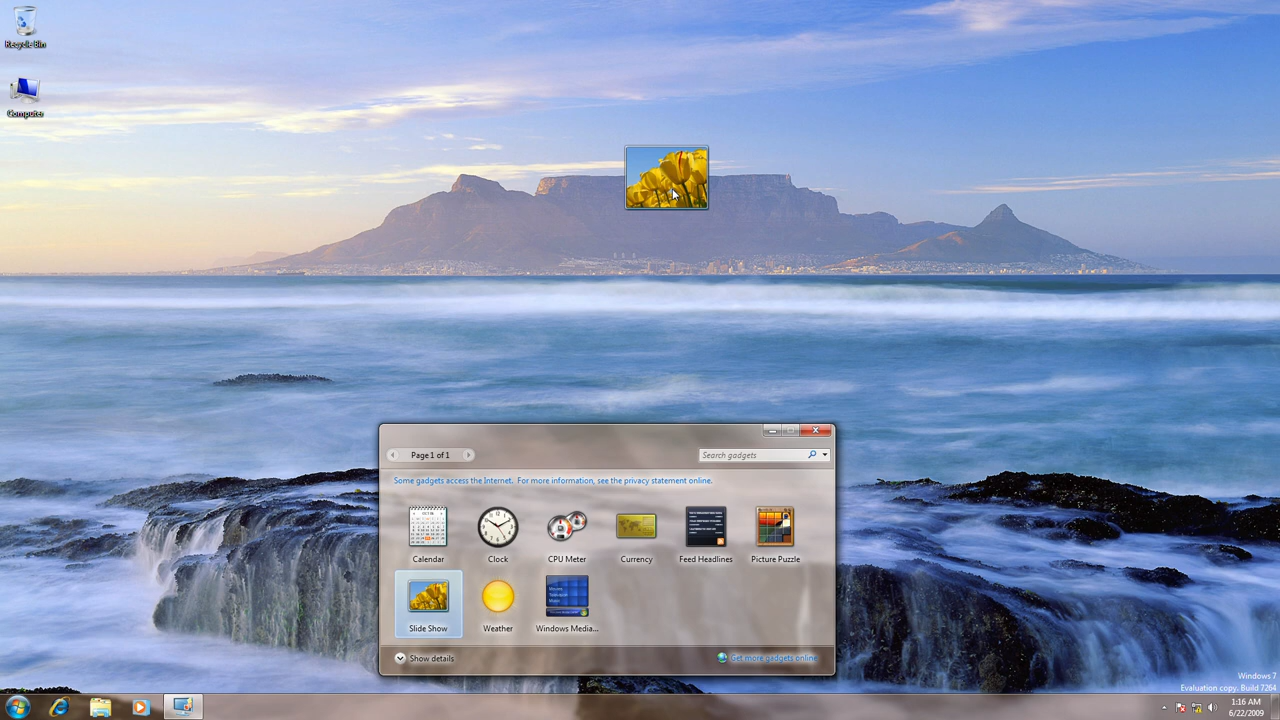 Recycle Bin
Computer
Page 1 of 1
Search gadgets
Some gadgets access the Internet.  For more information, see the privacy statement online.
Calendar
Clock
CPU Meter
Currency
Feed Headlines
Picture Puzzle
Slide Show
Weather
Windows Media...
Show details
Get more gadgets online
Windows 7
Evaluation copy. Build 7264
1:16 AM
6/22/2009